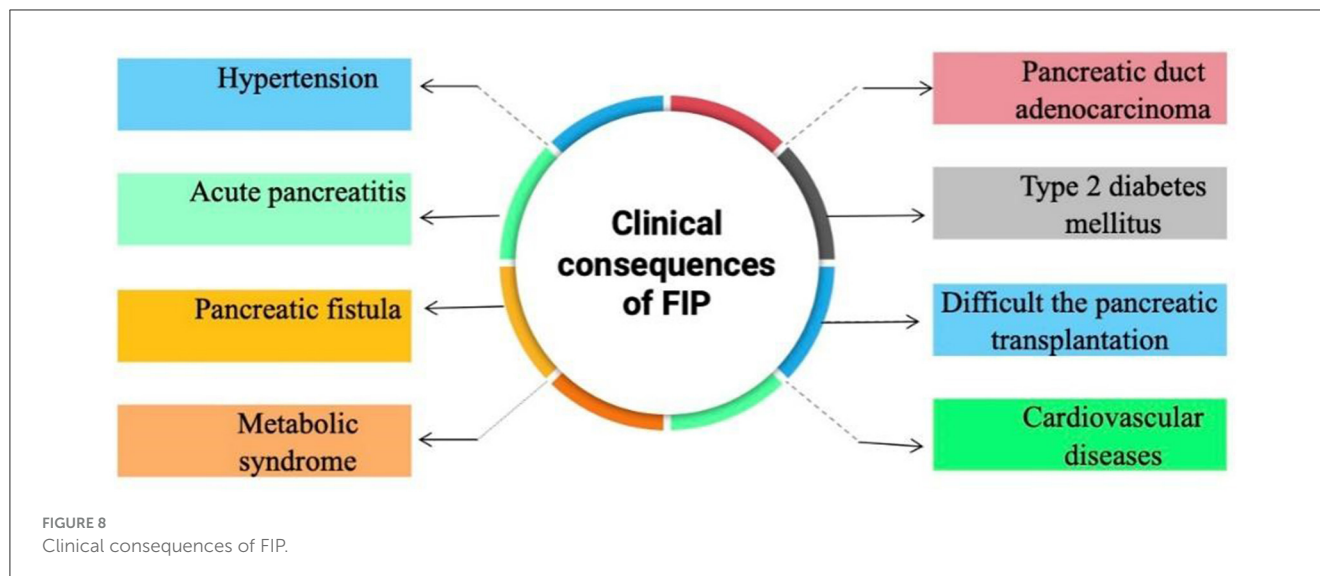 Hypertension
Acute pancreatitis
Pancreatic fistula
Metabolic
syndrome
Clinical
consequences
of FIP
Pancreatic duct
adenocarcinoma
Type 2 diabetes
mellitus
Difficult the pancreatic
transplantation
Cardiovascular
diseases
FIGURE 8
Clinical consequences of FIP.